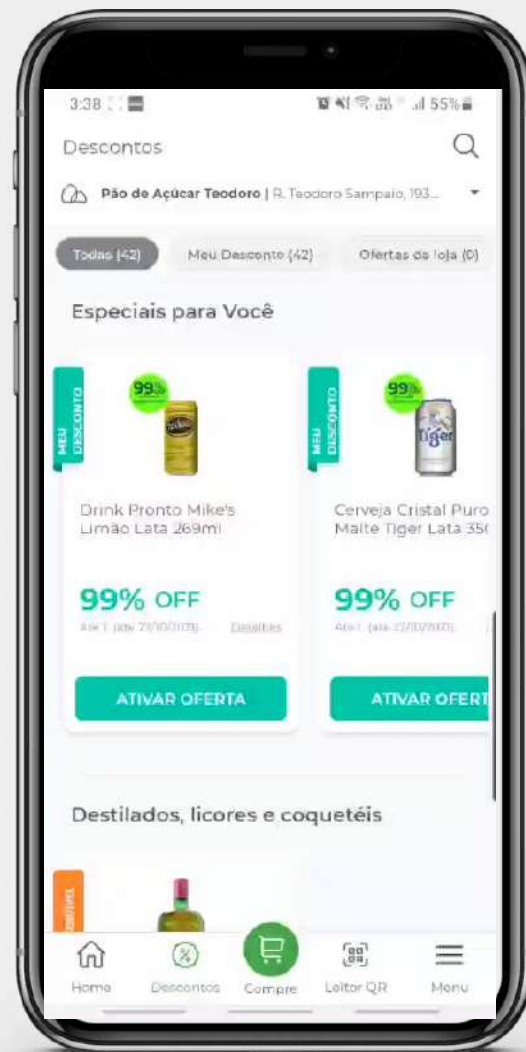 3:38
55%
Descontos
Pão de Açúcar Teodoro | R. Teodoro Sampaio, 193...
Todas (42)
Meu Desconto (42)
Ofertas da loja (0)
Especiais para Você
MEU DESCONTO
99%
MEU DESCONTO
99%
Tiger
Drink Pronto Mike's
Limão Lata 269ml
Cerveja Cristal Puro
Malte Tiger Lata 350
99% OFF
Detalhes
99% OFF
ATIVAR OFERTA
ATIVAR OFERT
Destilados, licores e coquetéis
Home
Descontos
Compre
Leitor QR
Menu